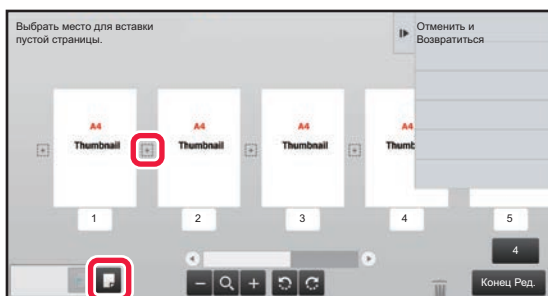 Выбрать место для вставки
пустой страницы.
Отменить и
Возвратиться
A4
Thumbnail
A4
Thumbnail
A4
Thumbnail
A4
Thumb
1
2
3
4
5
4
Конец Ред.